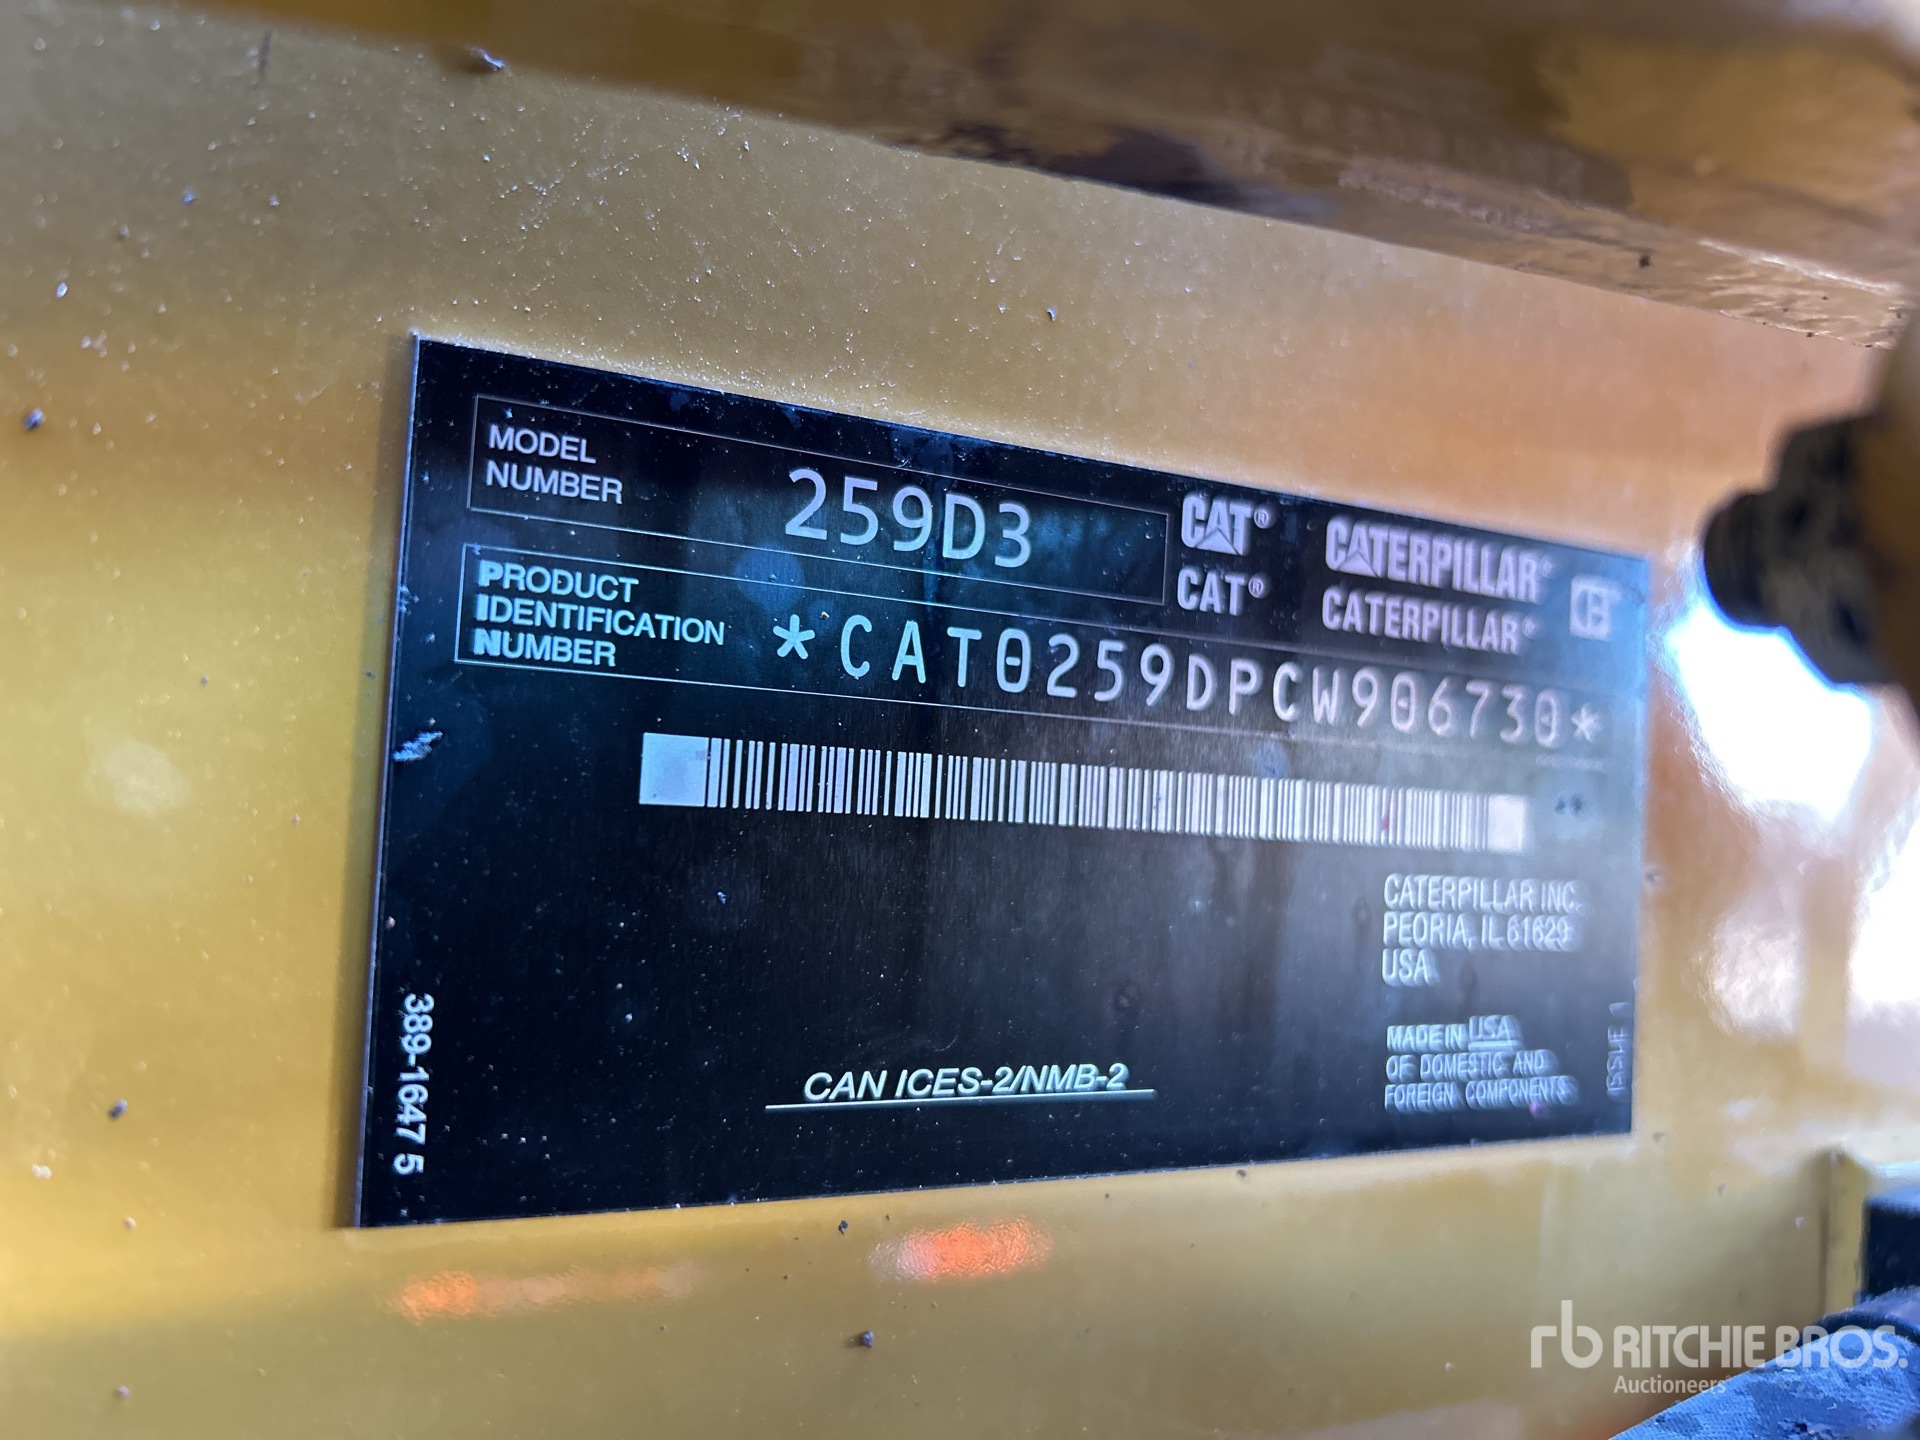 MODEL
NUMBER
259D3
CAT®
CATERPILLAR®
CAT®
CATERPILLAR®
PRODUCT
IDENTIFICATION
NUMBER
*CAT0259DPCW906730*
CATERPILLAR INC.
PEORIA, IL 61629
USA
MADE IN USA
OF DOMESTIC AND
FOREIGN COMPONENTS
CAN ICES-2/NMB-2
389-1647 5
ISSUE 1
rb RITCHIE BROS.
Auctioneers